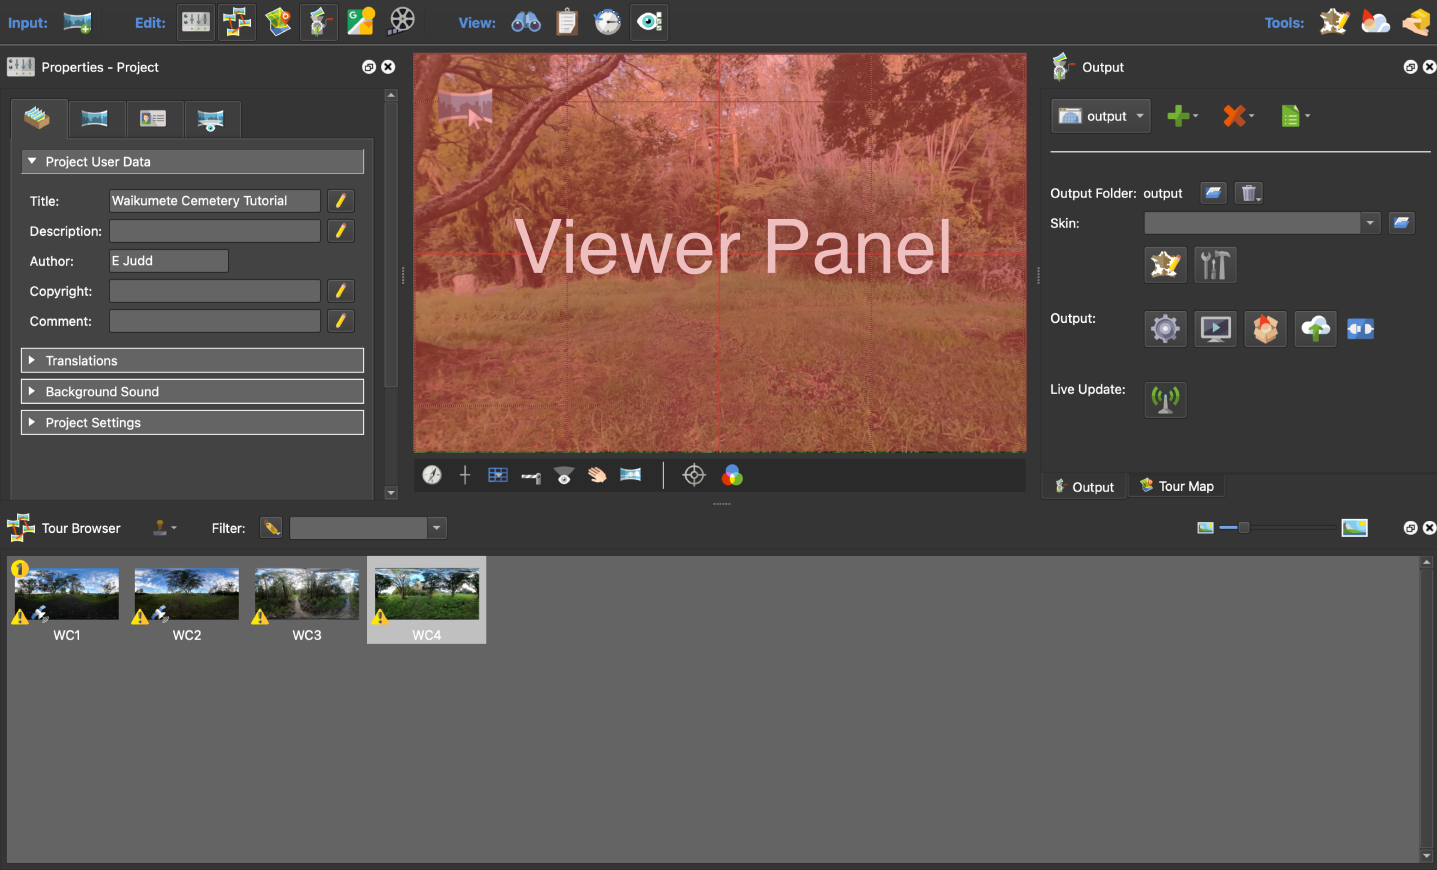 Input:
Edit:
View:
Tools:
Properties - Project
Project User Data
Title:
Waikumete Cemetery Tutorial
Description:
Author:
E Judd
Copyright:
Comment:
Translations
Background Sound
Project Settings
Viewer Panel
Output
output
Output Folder: output
Skin:
Output:
Live Update:
Output
Tour Map
Tour Browser
Filter:
1
WC1
WC2
WC3
WC4